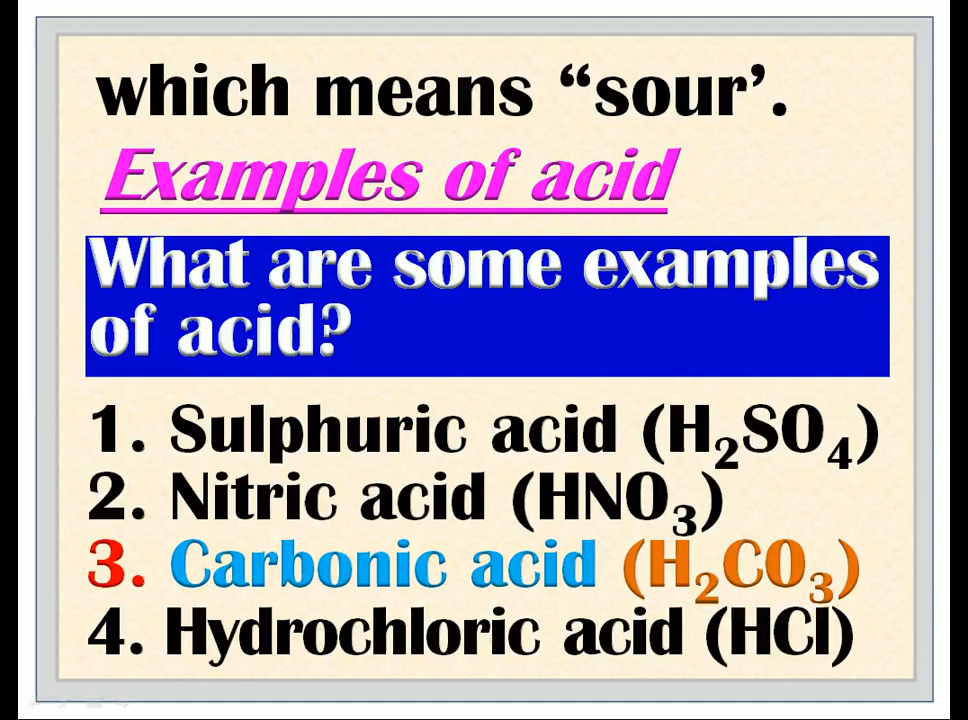 which means “sour’.
Examples of acid
What are some examples
of acid?
1. Sulphuric acid (H₂SO₄)
2. Nitric acid (HNO₃)
3. Carbonic acid (H₂CO₃)
4. Hydrochloric acid (HCl)